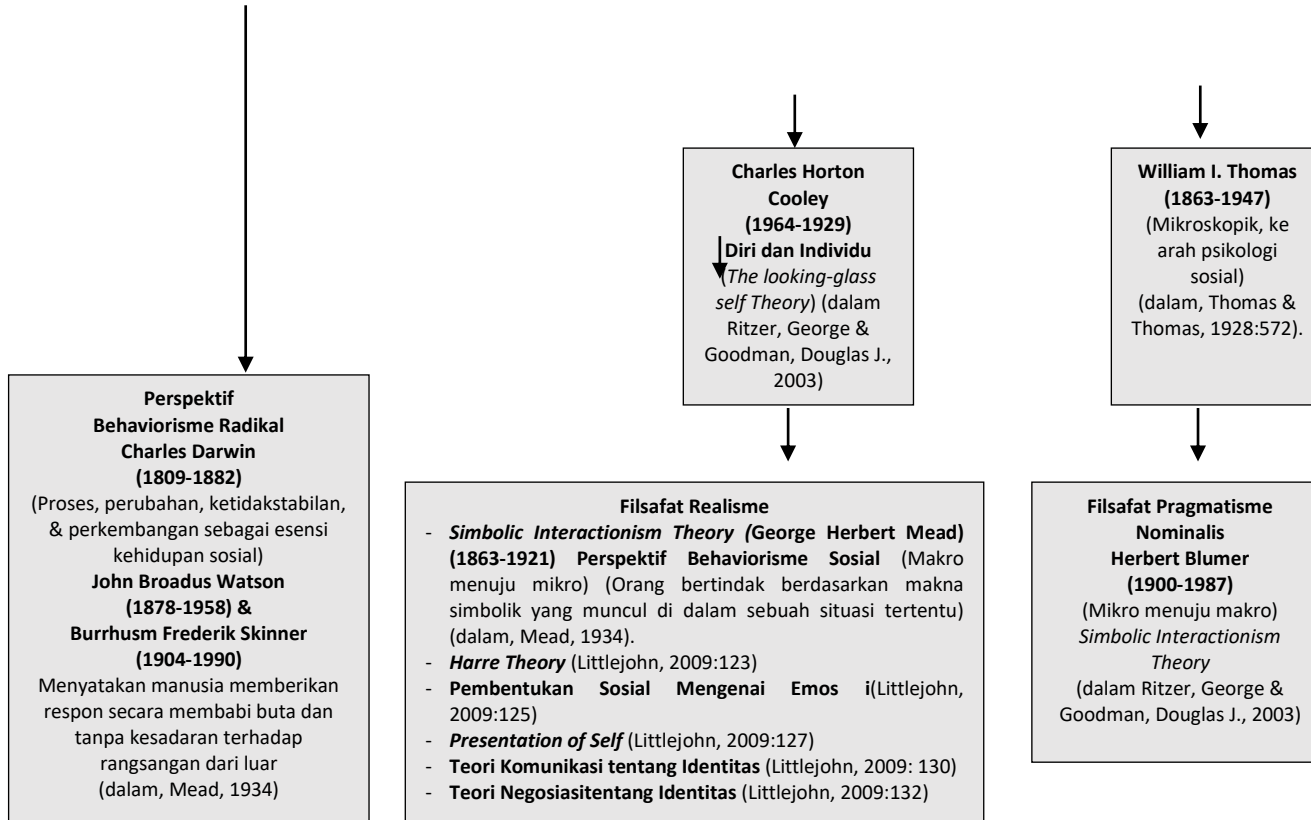 Charles Horton
Cooley
(1964-1929)
Diri dan Individu
(The looking-glass
self Theory) (dalam
Ritzer, George &
Goodman, Douglas J.,
2003)
William I. Thomas
(1863-1947)
(Mikroskopik, ke
arah psikologi
sosial)
(dalam, Thomas &
Thomas, 1928:572).
Perspektif
Behaviorisme Radikal
Charles Darwin
(1809-1882)
(Proses, perubahan, ketidakstabilan,
& perkembangan sebagai esensi
kehidupan sosial)
John Broadus Watson
(1878-1958) &
Burrhusm Frederik Skinner
(1904-1990)
Menyatakan manusia memberikan
respon secara membabi buta dan
tanpa kesadaran terhadap
rangsangan dari luar
(dalam, Mead, 1934)
Filsafat Realisme
- Simbolic Interactionism Theory (George Herbert Mead)
(1863-1921) Perspektif Behaviorisme Sosial (Makro
menuju mikro) (Orang bertindak berdasarkan makna
simbolik yang muncul di dalam sebuah situasi tertentu)
(dalam, Mead, 1934).
- Harre Theory (Littlejohn, 2009:123)
- Pembentukan Sosial Mengenai Emos i(Littlejohn,
2009:125)
- Presentation of Self (Littlejohn, 2009:127)
- Teori Komunikasi tentang Identitas (Littlejohn, 2009: 130)
- Teori Negosiasitentang Identitas (Littlejohn, 2009:132)
Filsafat Pragmatisme
Nominalis
Herbert Blumer
(1900-1987)
(Mikro menuju makro)
Simbolic Interactionism
Theory
(dalam Ritzer, George &
Goodman, Douglas J., 2003)